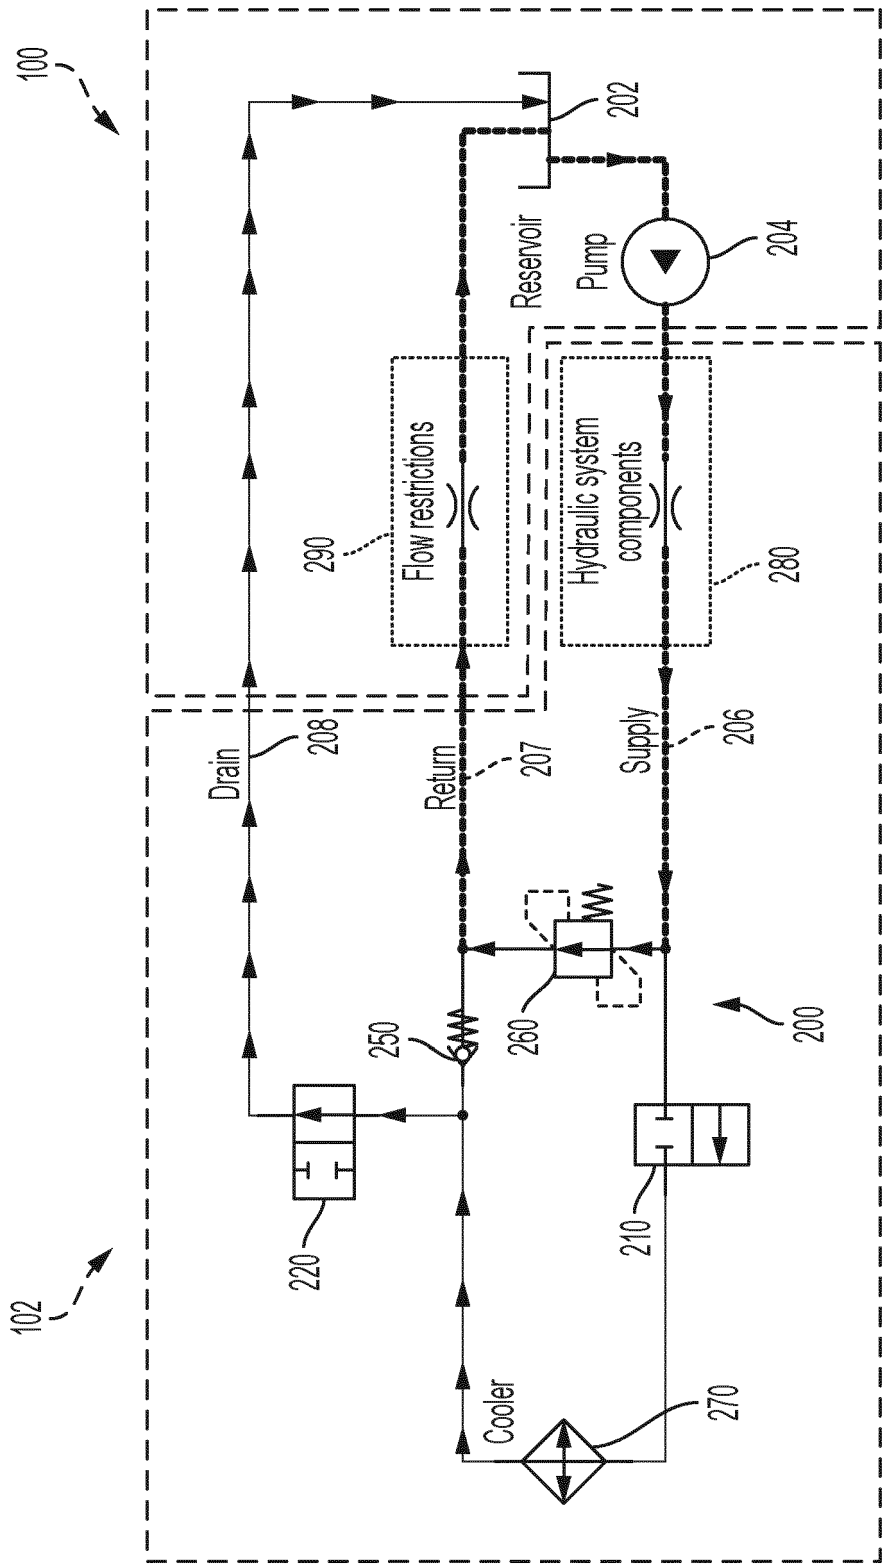 100
102
Drain
208
202
Reservoir
Pump
204
290
Flow restrictions
Hydraulic system
components
280
Return
207
Supply
206
250
260
200
220
210
Cooler
270